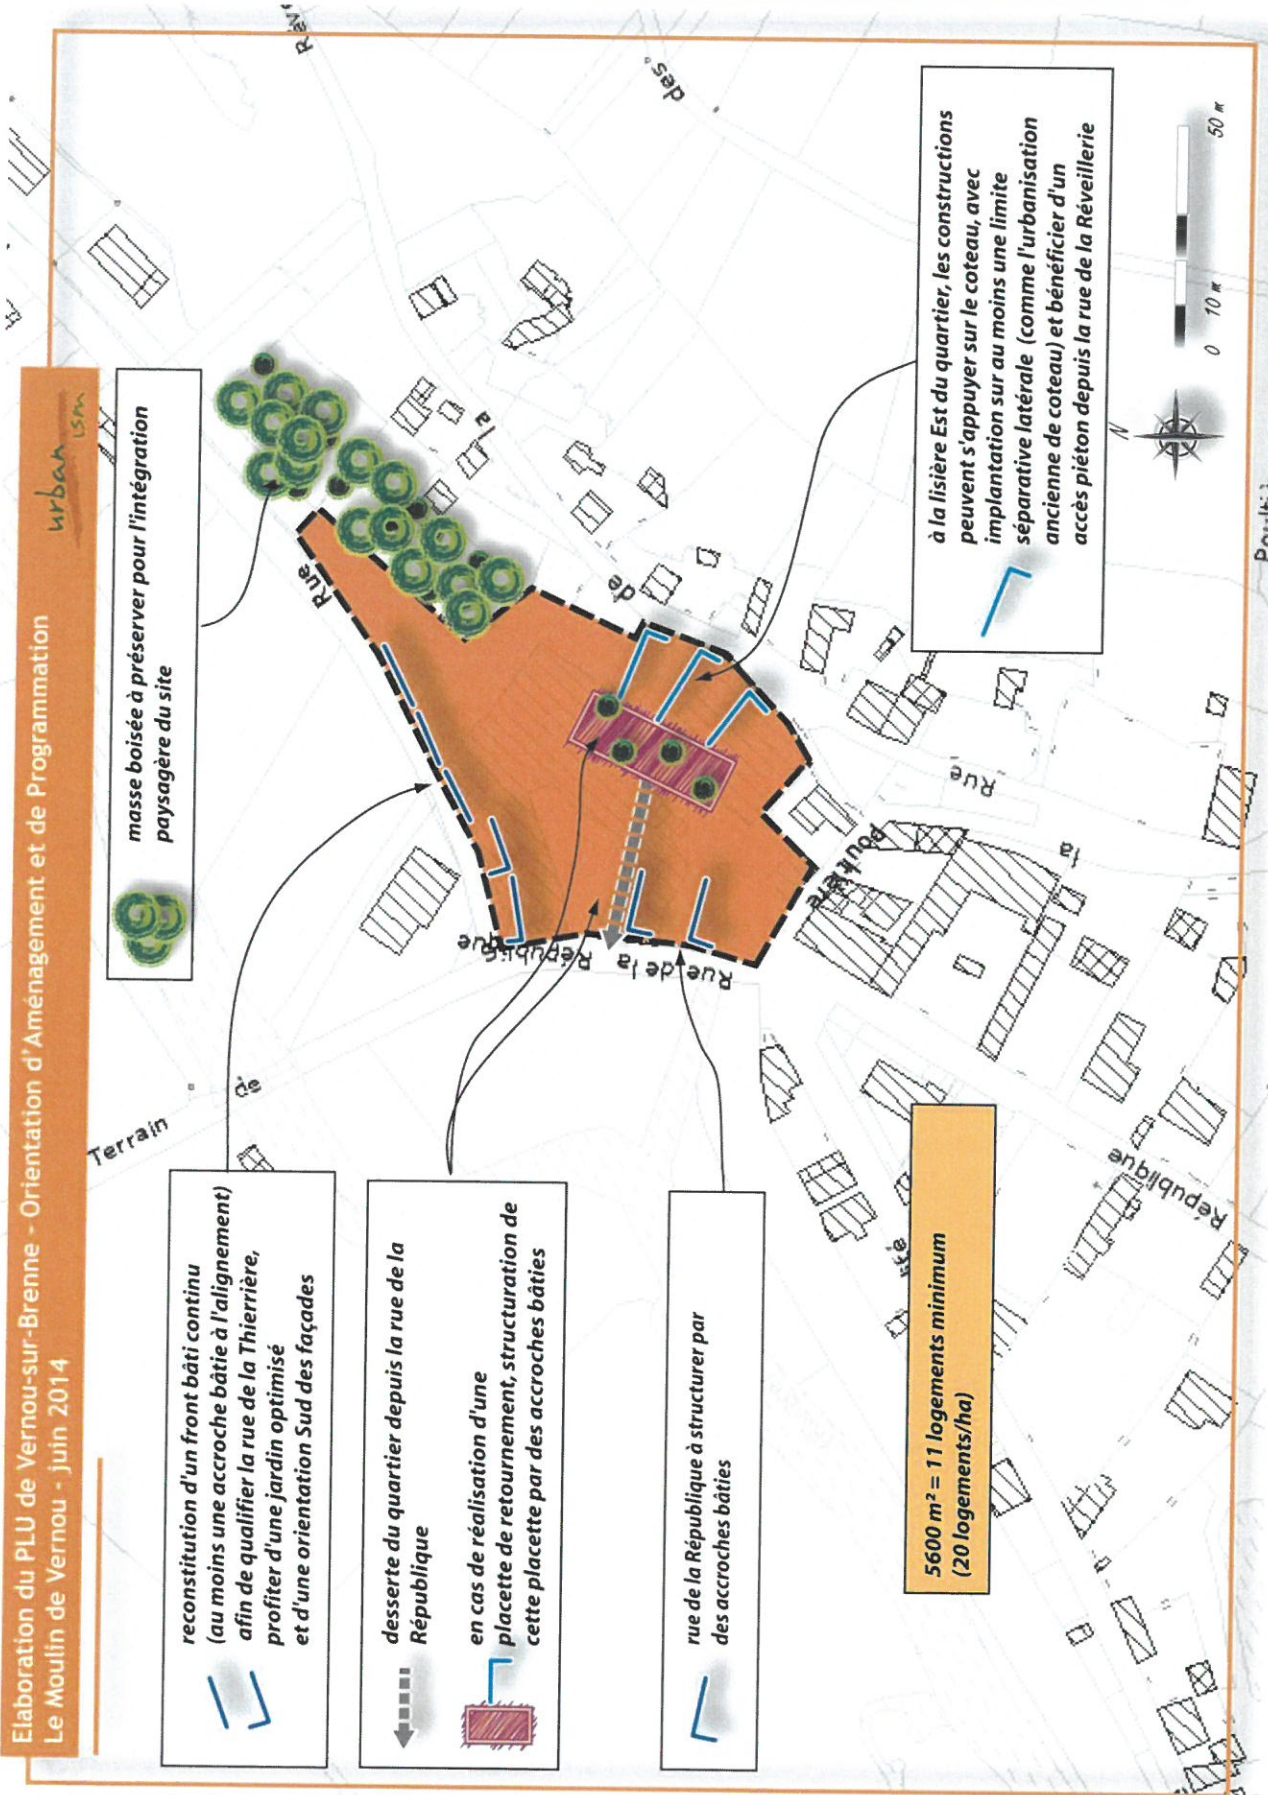 Elaboration du PLU de Vernou-sur-Brenne - Orientation d'Aménagement et de Programmation
Le Moulin de Vernou - juin 2014
urban
ism
masse boisée à préserver pour l'intégration
paysagère du site
reconstitution d'un front bâti continu
(au moins une accroche bâtie à l'alignement)
afin de qualifier la rue de la Thierrière,
profiter d'une jardin optimisé
et d'une orientation Sud des façades
desserte du quartier depuis la rue de la
République
en cas de réalisation d'une
placette de retournement, structuration de
cette placette par des accroches bâties
rue de la République à structurer par
des accroches bâties
5600 m² = 11 logements minimum
(20 logements/ha)
à la lisière Est du quartier, les constructions
peuvent s'appuyer sur le coteau, avec
implantation sur au moins une limite
séparative latérale (comme l'urbanisation
ancienne de coteau) et bénéficier d'un
accès piéton depuis la rue de la Réveillerie
N
0 10 m 50 m
Terrain
de
Rue
la
de
des
Rue de la
République
Poultière
Rue
la
République